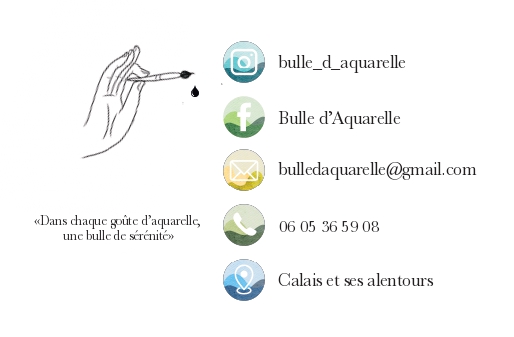 bulle_d_aquarelle
Bulle d'Aquarelle
bulledaquarelle@gmail.com
06 05 36 59 08
Calais et ses alentours
«Dans chaque goûte d'aquarelle,
une bulle de sérénité»